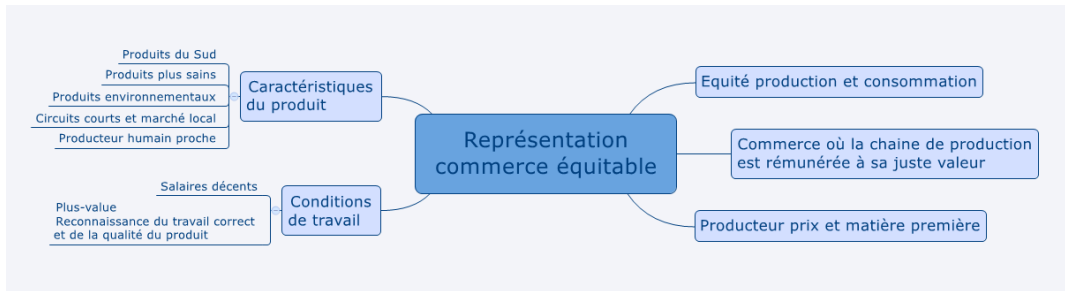 Représentation
commerce équitable
Caractéristiques
du produit
Produits du Sud
Produits plus sains
Produits environnementaux
Circuits courts et marché local
Producteur humain proche
Conditions
de travail
Salaires décents
Plus-value
Reconnaissance du travail correct
et de la qualité du produit
Equité production et consommation
Commerce où la chaine de production
est rémunérée à sa juste valeur
Producteur prix et matière première